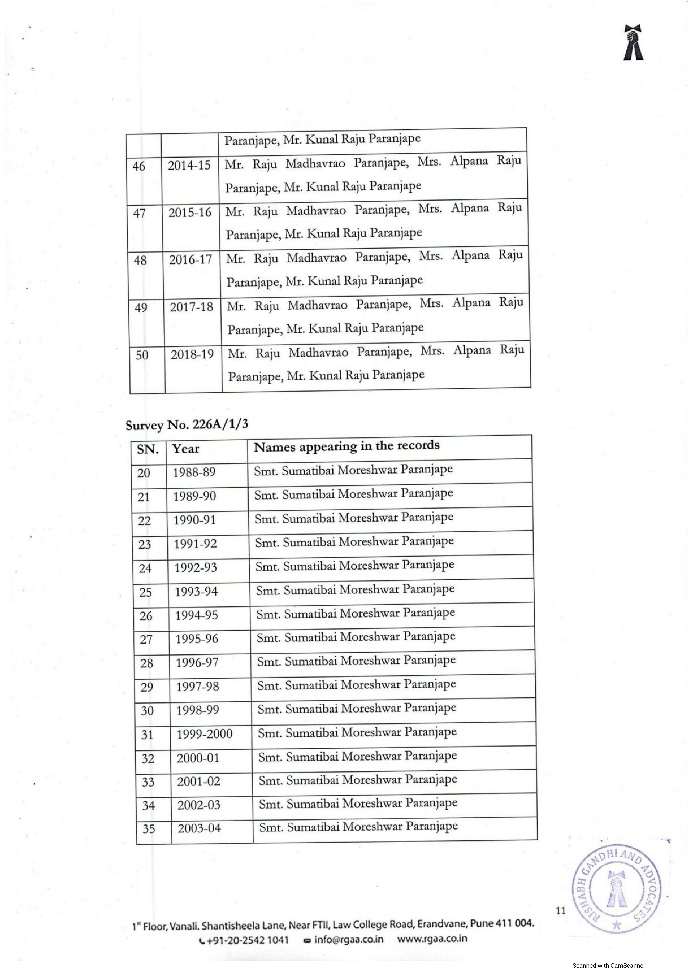 Paranjape, Mr. Kunal Raju Paranjape
46 2014-15 Mr. Raju Madhavrao Paranjape, Mrs. Alpana Raju
Paranjape, Mr. Kunal Raju Paranjape
47 2015-16 Mr. Raju Madhavrao Paranjape, Mrs. Alpana Raju
Paranjape, Mr. Kunal Raju Paranjape
48 2016-17 Mr. Raju Madhavrao Paranjape, Mrs. Alpana Raju
Paranjape, Mr. Kunal Raju Paranjape
49 2017-18 Mr. Raju Madhavrao Paranjape, Mrs. Alpana Raju
Paranjape, Mr. Kunal Raju Paranjape
50 2018-19 Mr. Raju Madhavrao Paranjape, Mrs. Alpana Raju
Paranjape, Mr. Kunal Raju Paranjape
Survey No. 226A/1/3
SN. Year Names appearing in the records
20 1988-89 Smt. Sumatibai Moreshwar Paranjape
21 1989-90 Smt. Sumatibai Moreshwar Paranjape
22 1990-91 Smt. Sumatibai Moreshwar Paranjape
23 1991-92 Smt. Sumatibai Moreshwar Paranjape
24 1992-93 Smt. Sumatibai Moreshwar Paranjape
25 1993-94 Smt. Sumatibai Moreshwar Paranjape
26 1994-95 Smt. Sumatibai Moreshwar Paranjape
27 1995-96 Smt. Sumatibai Moreshwar Paranjape
28 1996-97 Smt. Sumatibai Moreshwar Paranjape
29 1997-98 Smt. Sumatibai Moreshwar Paranjape
30 1998-99 Smt. Sumatibai Moreshwar Paranjape
31 1999-2000 Smt. Sumatibai Moreshwar Paranjape
32 2000-01 Smt. Sumatibai Moreshwar Paranjape
33 2001-02 Smt. Sumatibai Moreshwar Paranjape
34 2002-03 Smt. Sumatibai Moreshwar Paranjape
35 2003-04 Smt. Sumatibai Moreshwar Paranjape
RISHABH GANDHI AND ADVOCATES
11
1st Floor, Vanali. Shantisheela Lane, Near FTII, Law College Road, Erandvane, Pune 411 004.
+91-20-2542 1041 info@rgaa.co.in www.rgaa.co.in
Scanned with CamScanner